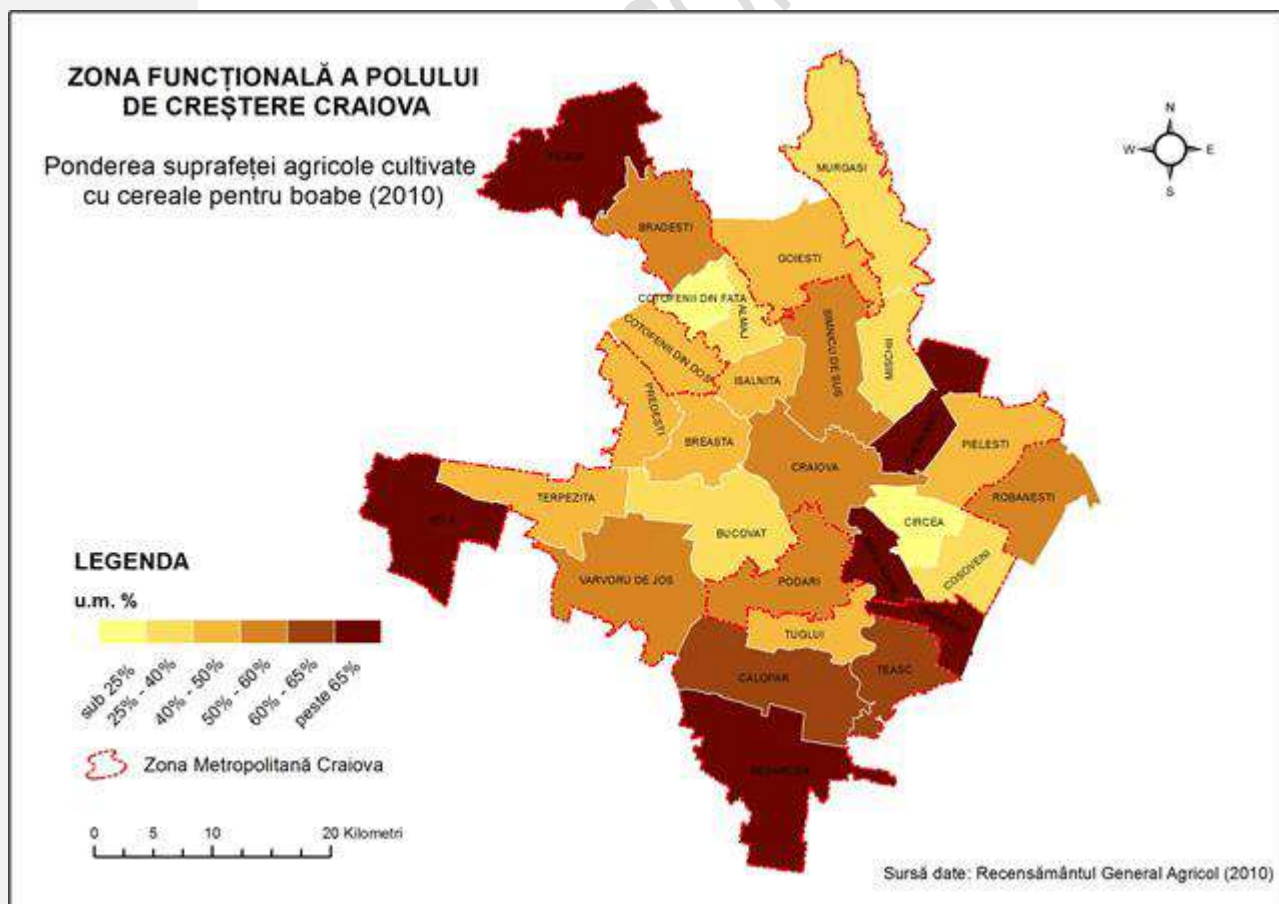 ZONA FUNCȚIONALĂ A POLULUI
DE CREȘTERE CRAIOVA
Ponderea suprafeței agricole cultivate
cu cereale pentru boabe (2010)
N
W
E
S
MURGASI
BRADESTI
GOIESTI
COTOFENII DIN FATA
ALMAJ
COTOFENII DIN DOS
SIMNICU DE SUS
MISCHII
ISALNITA
PREDESTI
BREASTA
PIELESTI
CRAIOVA
ROBANESTI
TERPEZITA
CIRCEA
BUCOVAT
COSOVENI
VARVORU DE JOS
PODARI
TUGLUI
CALOPAR
TEASC
LEGENDA
u.m. %
sub 25%
25% - 40%
40% - 50%
50% - 60%
60% - 65%
peste 65%
Zona Metropolitană Craiova
0 5 10 20 Kilometri
Sursă date: Recensământul General Agricol (2010)